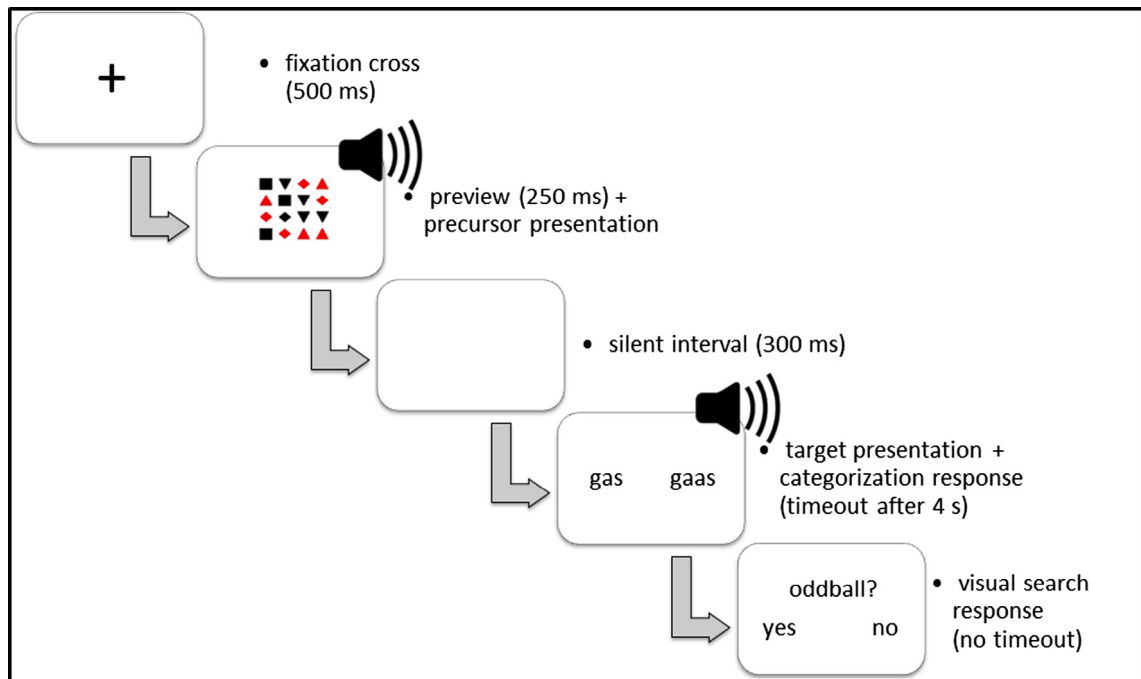 • fixation cross
(500 ms)
• preview (250 ms) +
precursor presentation
• silent interval (300 ms)
gas gaas
• target presentation +
categorization response
(timeout after 4 s)
oddball?
yes no
• visual search
response
(no timeout)